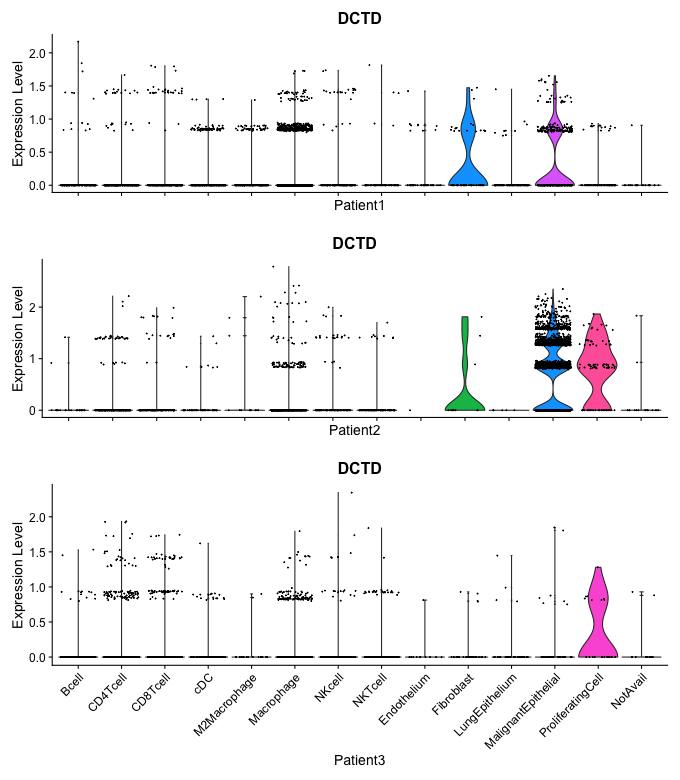 DCTD
Expression Level
2.0
1.5
1.0
0.5
0.0
Patient1
DCTD
Expression Level
2
1
0
Patient2
DCTD
Expression Level
2.0
1.5
1.0
0.5
0.0
Bcell
CD4Tcell
CD8Tcell
cDC
M2Macrophage
Macrophage
NKcell
NKTcell
Endothelium
Fibroblast
LungEpithelium
MalignantEpithelial
ProliferatingCell
NotAvail
Patient3